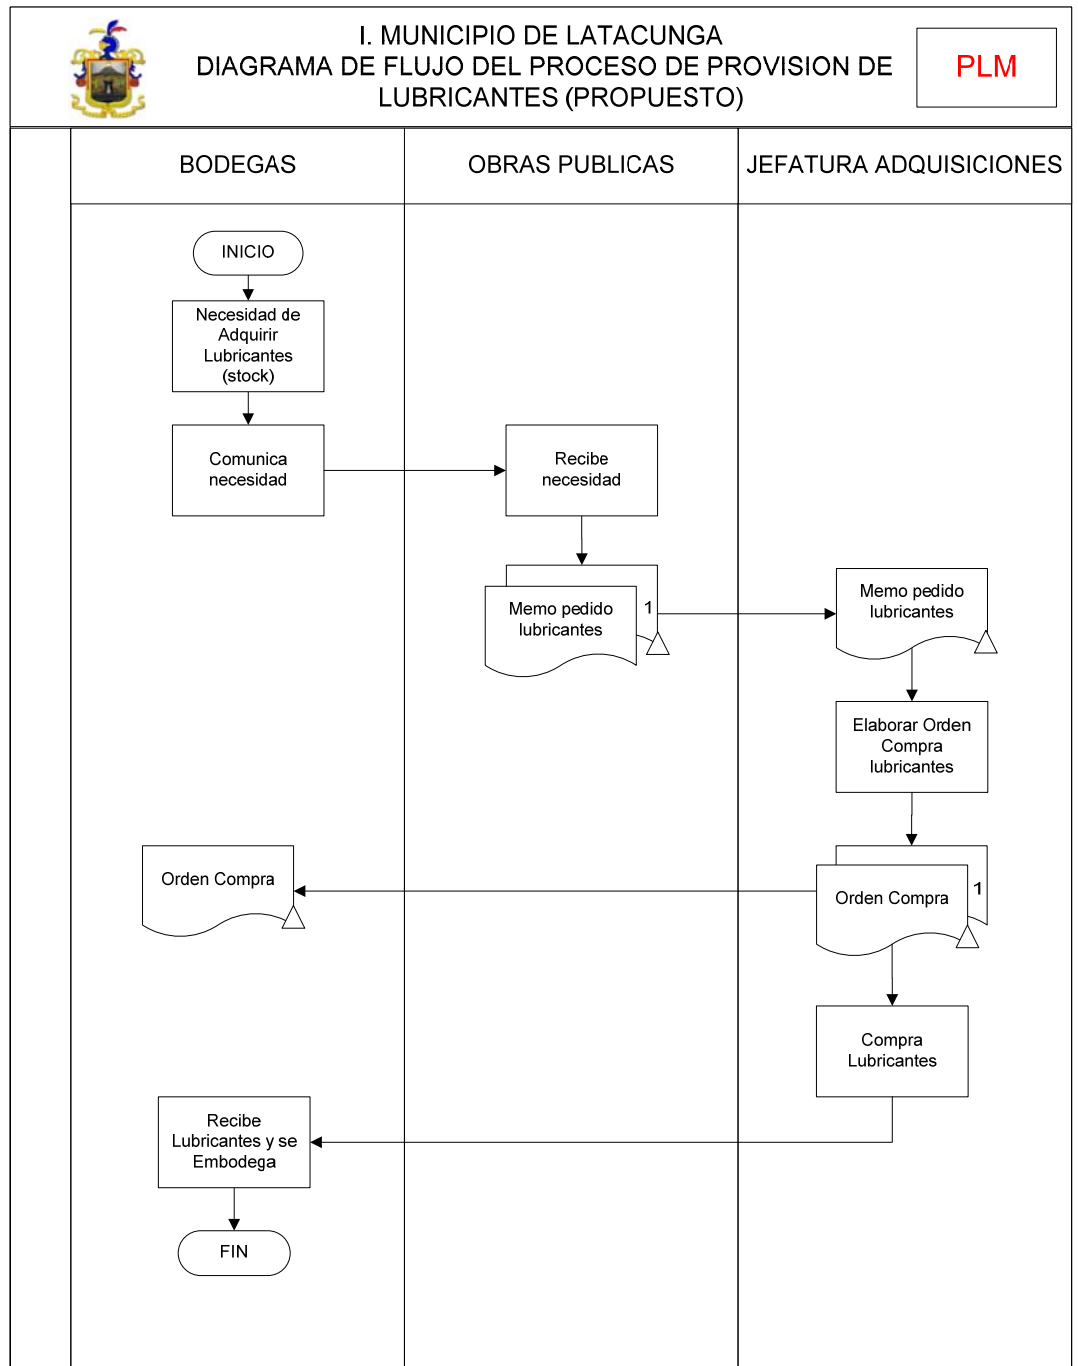 I. MUNICIPIO DE LATACUNGA
DIAGRAMA DE FLUJO DEL PROCESO DE PROVISION DE
LUBRICANTES (PROPUESTO)
PLM
BODEGAS
OBRAS PUBLICAS
JEFATURA ADQUISICIONES
INICIO
Necesidad de
Adquirir
Lubricantes
(stock)
Comunica
necesidad
Recibe
necesidad
Memo pedido
lubricantes
1
Memo pedido
lubricantes
Elaborar Orden
Compra
lubricantes
Orden Compra
Orden Compra
1
Compra
Lubricantes
Recibe
Lubricantes y se
Embodega
FIN